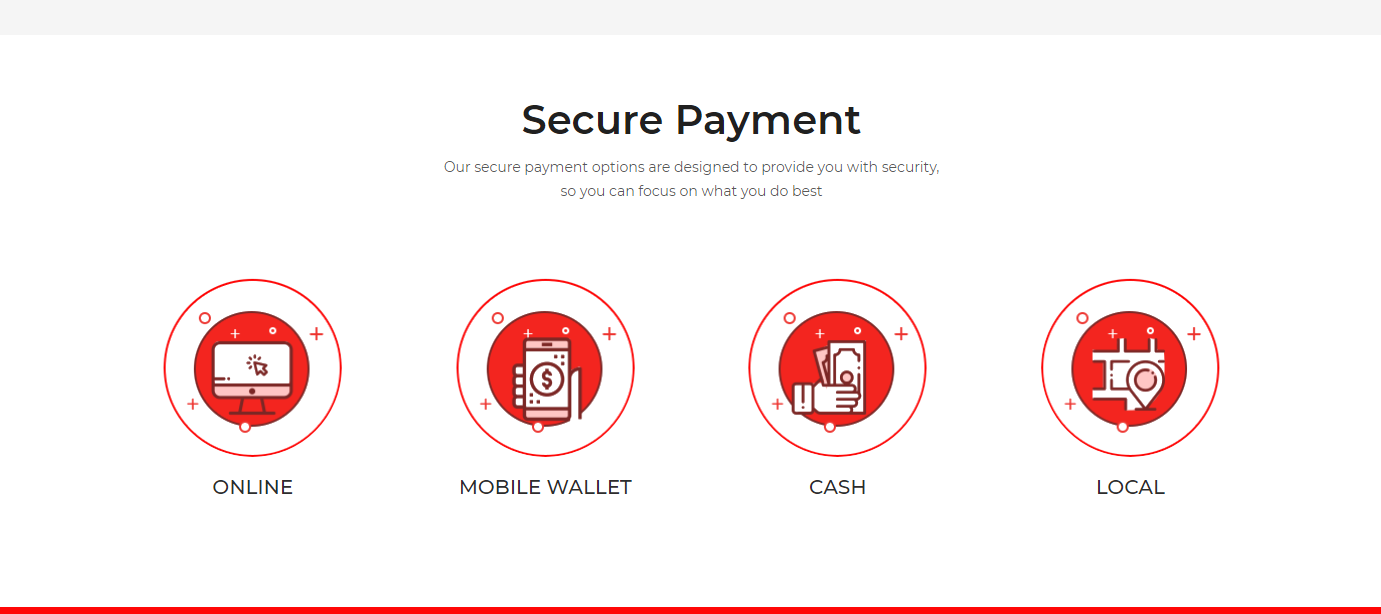 Secure Payment
Our secure payment options are designed to provide you with security,
so you can focus on what you do best
$
ONLINE
MOBILE WALLET
CASH
LOCAL